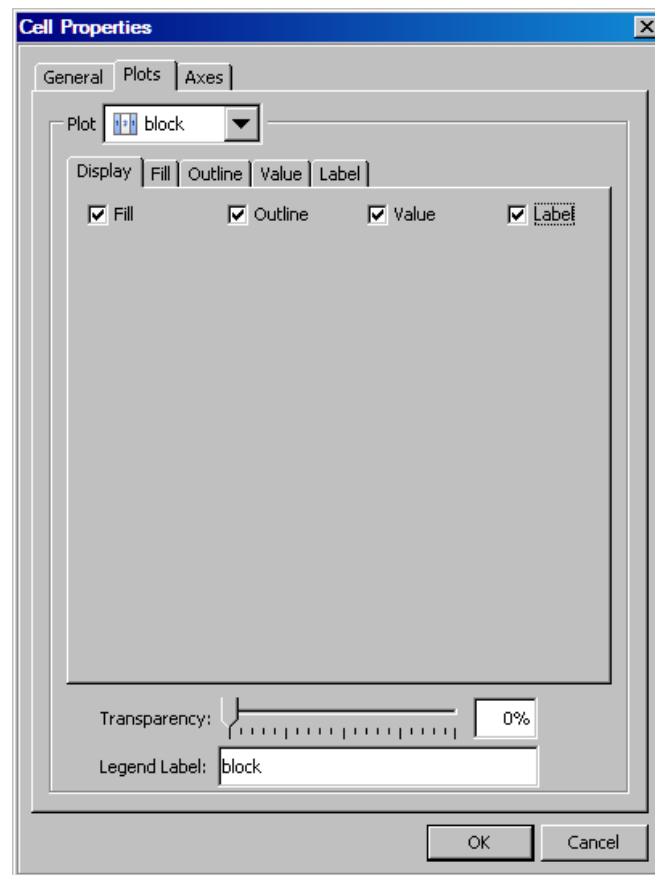 Cell Properties
General Plots Axes
Plot block
Display Fill Outline Value Label
Fill Outline Value Label
Transparency: 0%
Legend Label: block
OK Cancel